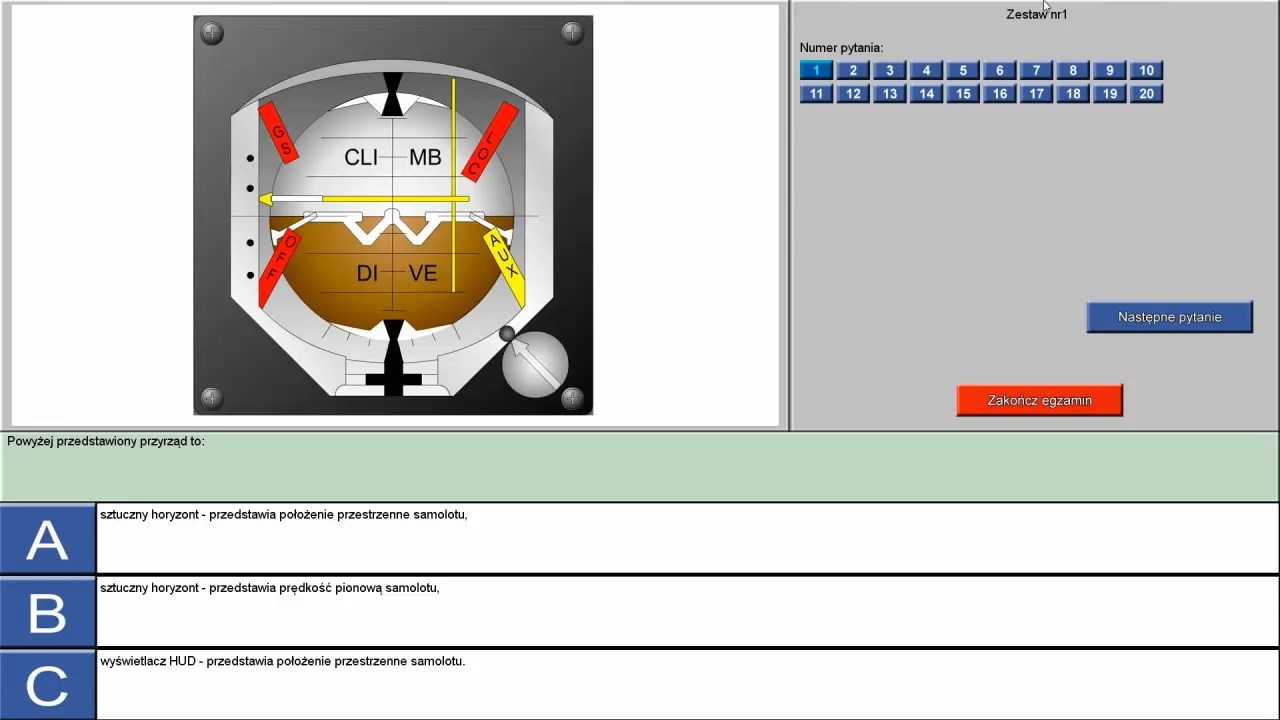 GS
LOC
CLI MB
OFF
AUX
DI VE
Zestaw nr1
Numer pytania:
1 2 3 4 5 6 7 8 9 10
11 12 13 14 15 16 17 18 19 20
Następne pytanie
Zakończ egzamin
Powyżej przedstawiony przyrząd to:
A
sztuczny horyzont - przedstawia położenie przestrzenne samolotu,
B
sztuczny horyzont - przedstawia prędkość pionową samolotu,
C
wyświetlacz HUD - przedstawia położenie przestrzenne samolotu.